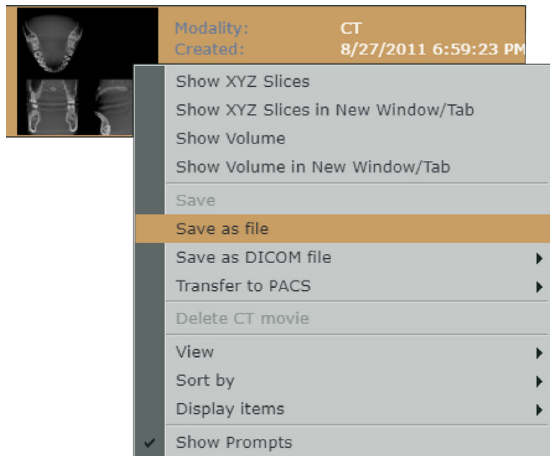 Modality: CT
Created: 8/27/2011 6:59:23 PM
Show XYZ Slices
Show XYZ Slices in New Window/Tab
Show Volume
Show Volume in New Window/Tab
Save
Save as file
Save as DICOM file
Transfer to PACS
Delete CT movie
View
Sort by
Display items
Show Prompts